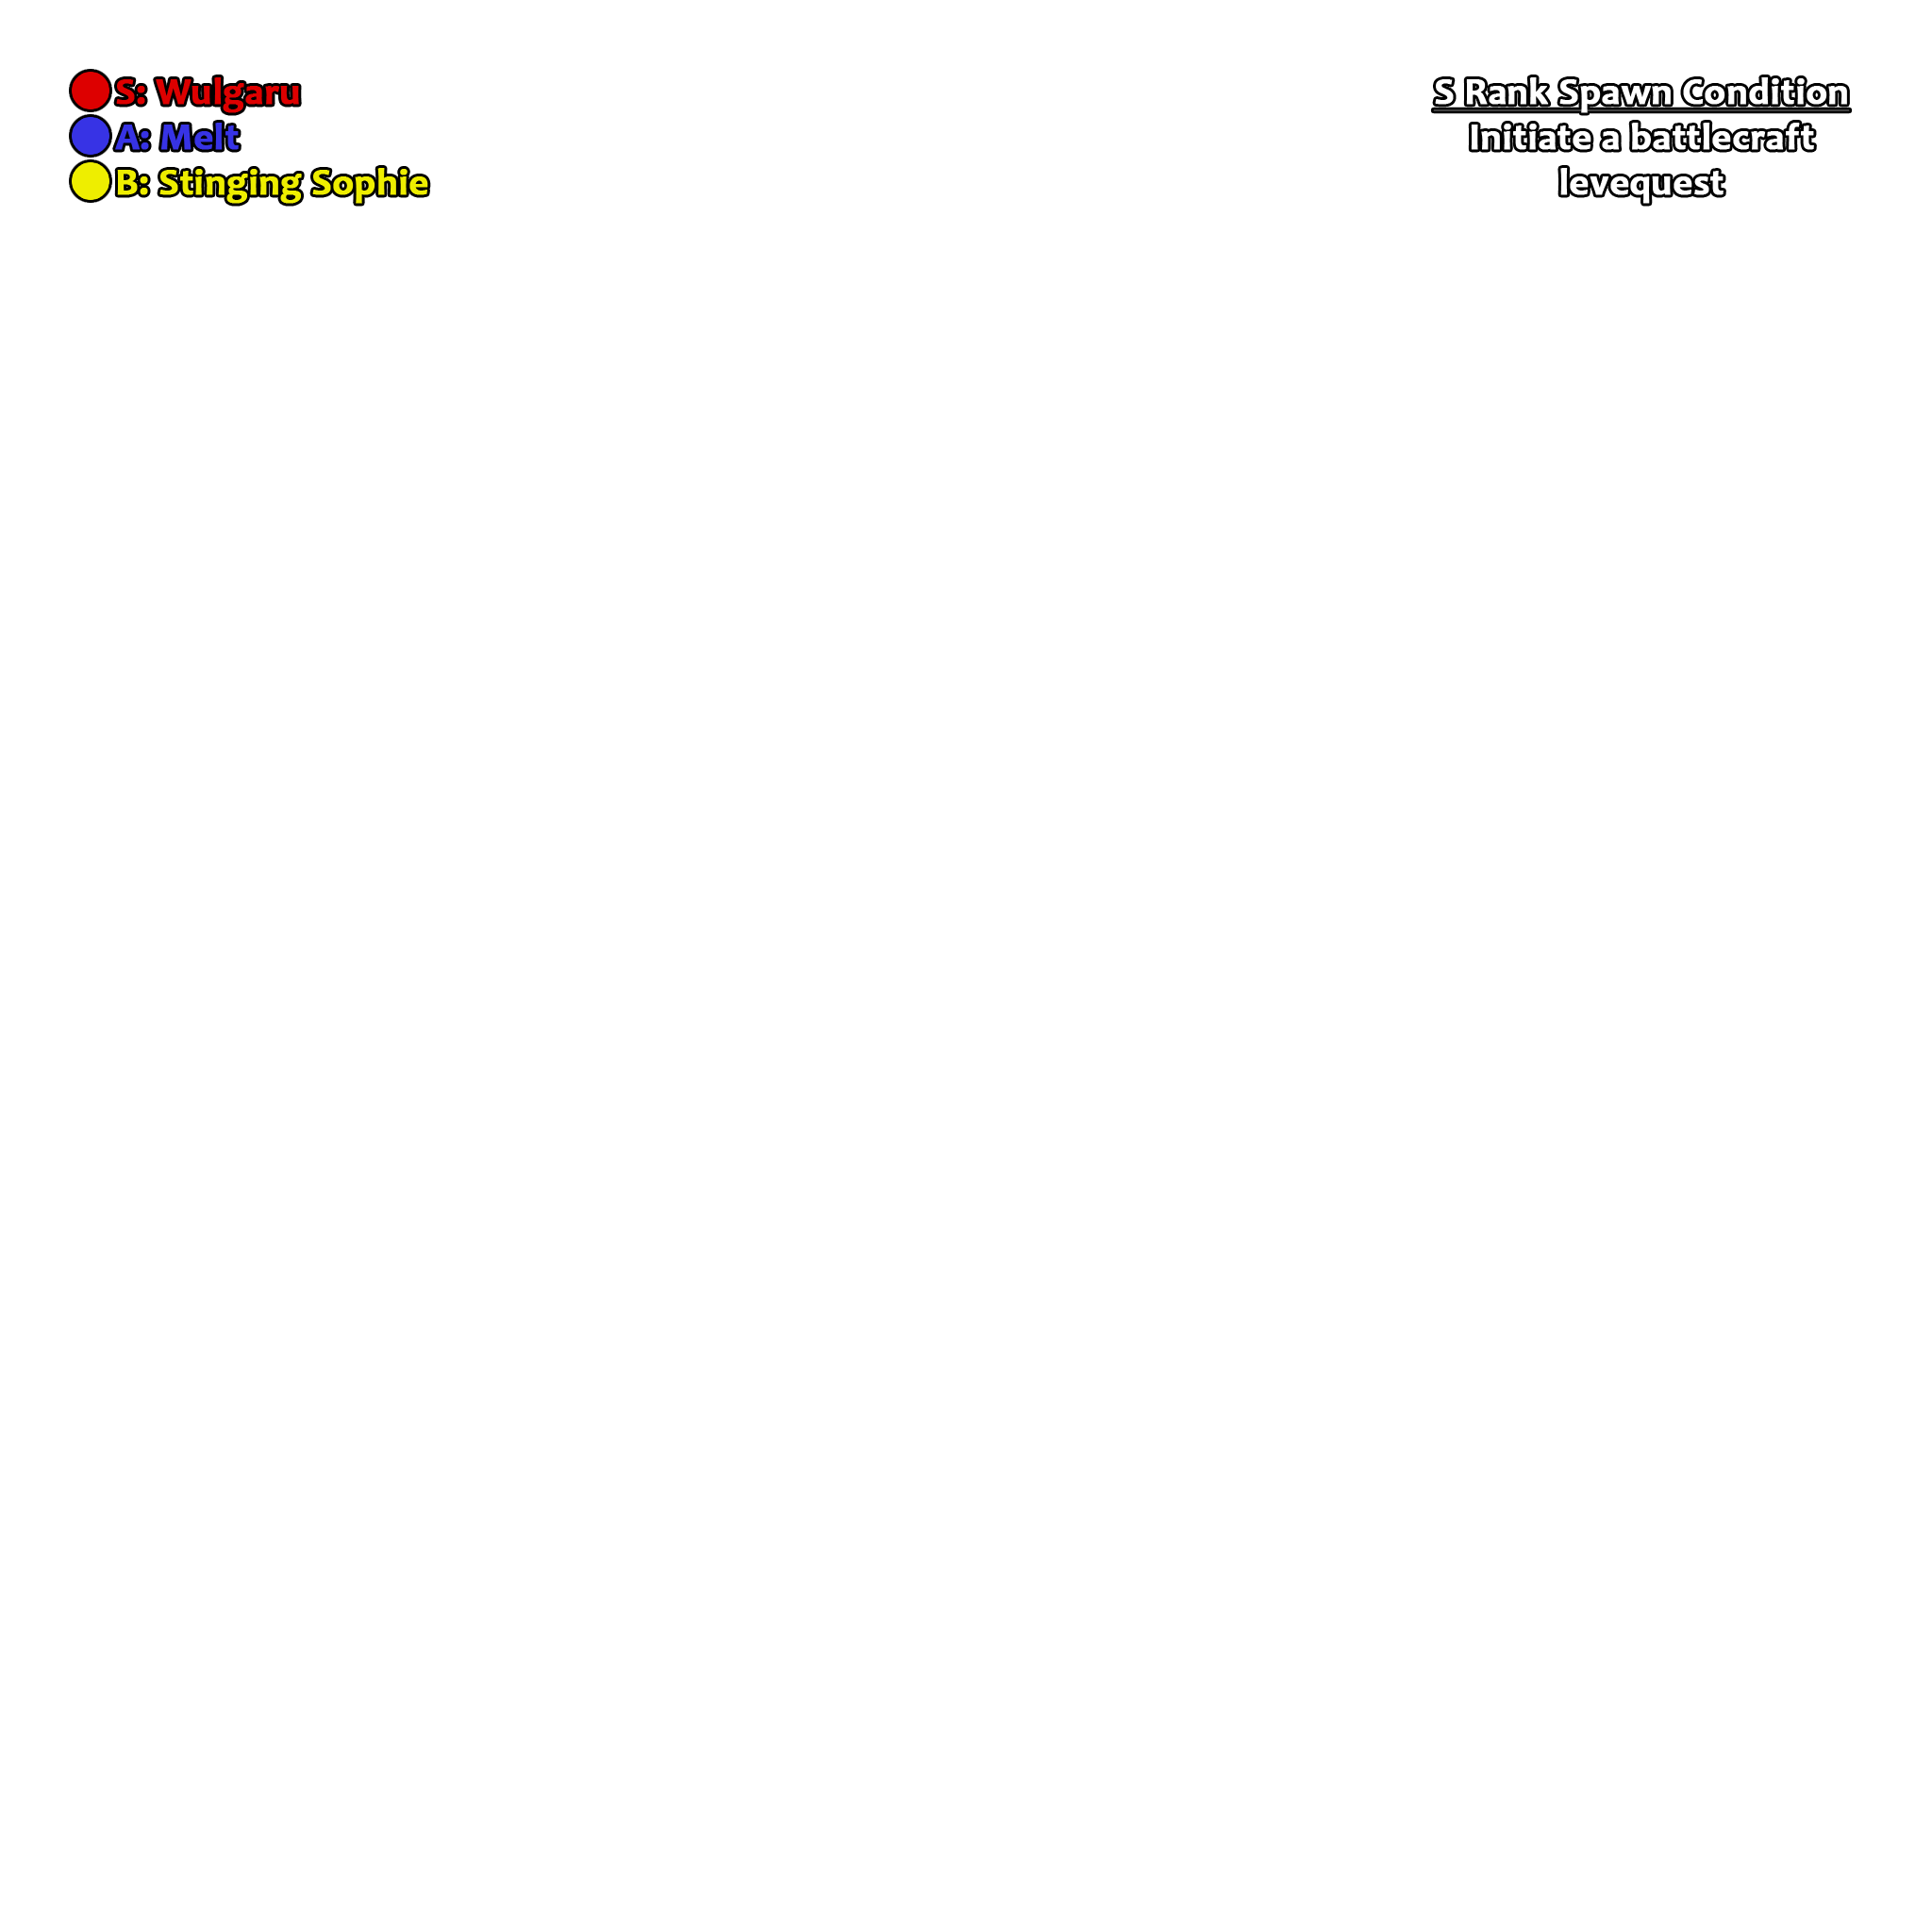 S: Wulgaru
A: Melt
B: Stinging Sophie
S Rank Spawn Condition
Initiate a battlecraft
levequest